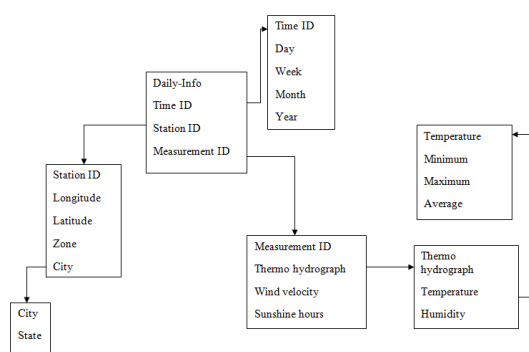 Time ID
Day
Week
Month
Year
Daily-Info
Time ID
Station ID
Measurement ID
Temperature
Minimum
Maximum
Average
Station ID
Longitude
Latitude
Zone
City
Measurement ID
Thermo hydrograph
Wind velocity
Sunshine hours
Thermo
hydrograph
Temperature
Humidity
City
State